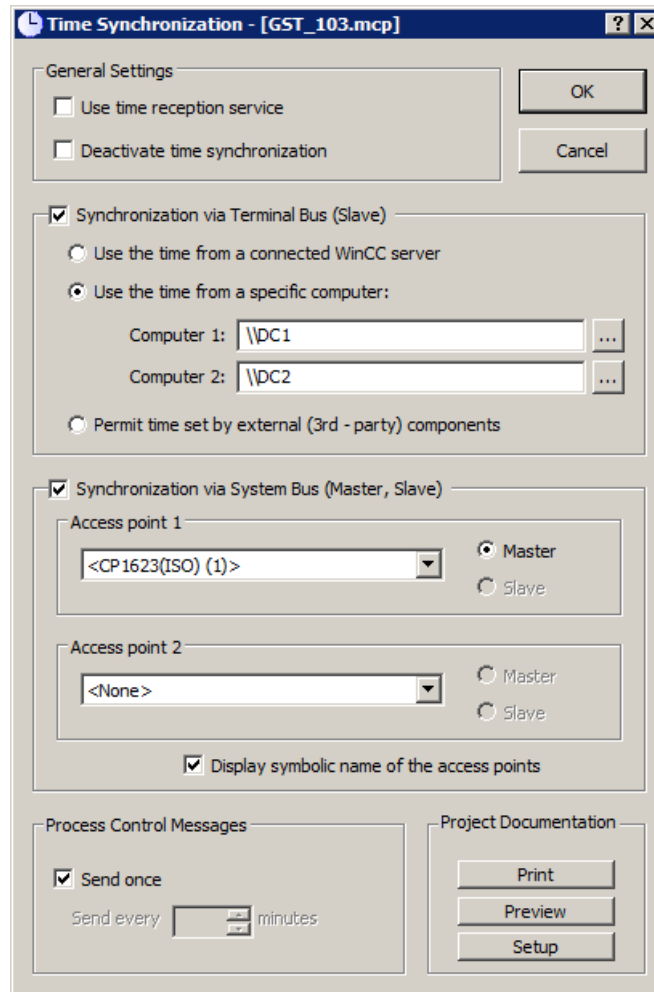 Time Synchronization - [GST_103.mcp]
General Settings
Use time reception service
Deactivate time synchronization
OK
Cancel
Synchronization via Terminal Bus (Slave)
Use the time from a connected WinCC server
Use the time from a specific computer:
Computer 1: \\DC1 ...
Computer 2: \\DC2 ...
Permit time set by external (3rd - party) components
Synchronization via System Bus (Master, Slave)
Access point 1
<CP1623(ISO) (1)>
Master
Slave
Access point 2
<None>
Master
Slave
Display symbolic name of the access points
Process Control Messages
Send once
Send every minutes
Project Documentation
Print
Preview
Setup